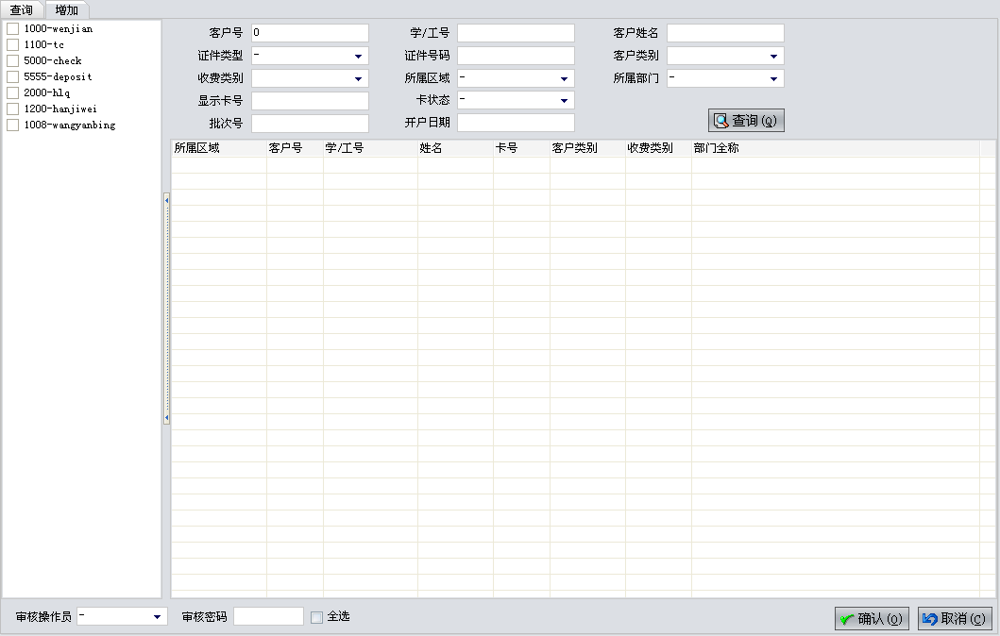 查询 增加
1000-wenjian
1100-tc
5000-check
5555-deposit
2000-hlq
1200-hanjiwei
1008-wangyanbing
客户号 0 学/工号 客户姓名
证件类型 - 证件号码 客户类别
收费类别 所属区域 - 所属部门 -
显示卡号 卡状态 -
批次号 开户日期 查询(Q)
所属区域 客户号 学/工号 姓名 卡号 客户类别 收费类别 部门全称
审核操作员 - 审核密码 全选 确认(O) 取消(C)